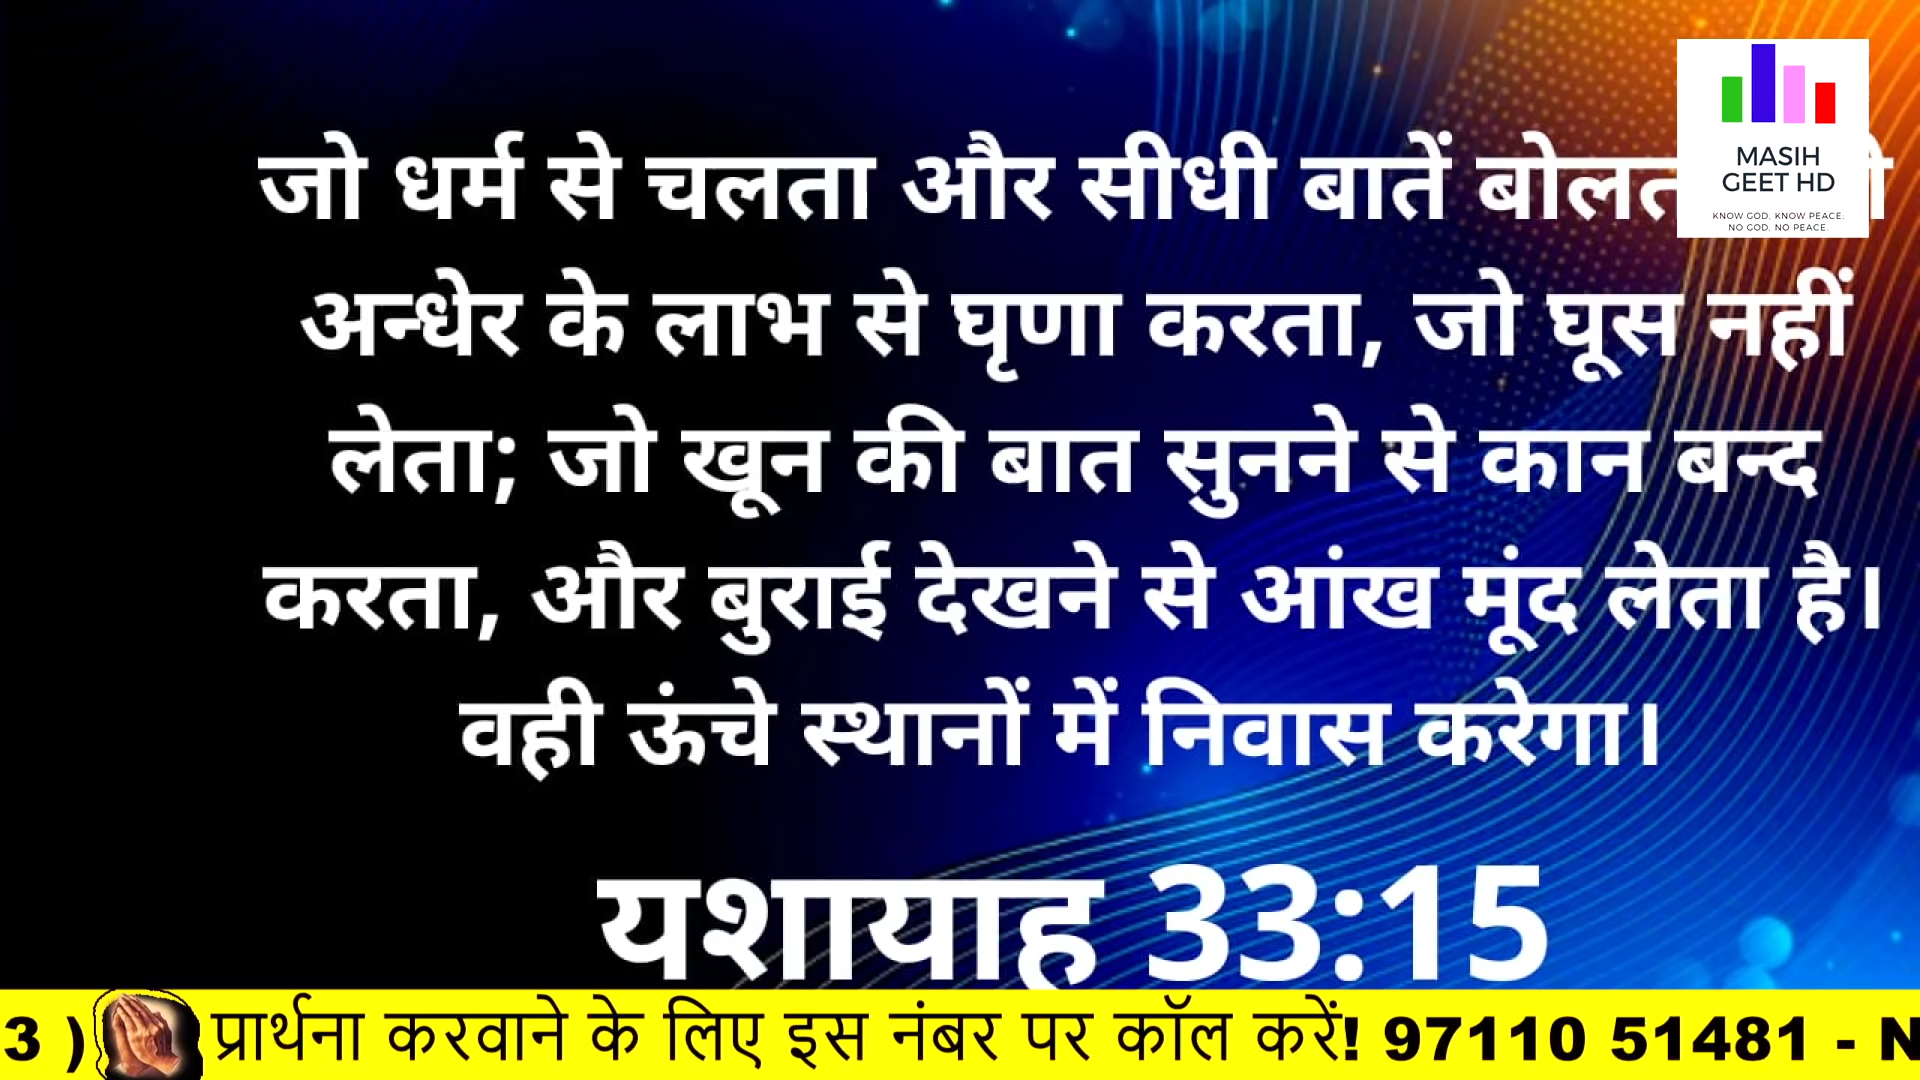 जो धर्म से चलता और सीधी बातें
अन्धेर के लाभ से घृणा करता, जो घूस नहीं
लेता; जो खून की बात सुनने से कान बन्द
करता, और बुराई देखने से आंख मूंद लेता है।
वही ऊंचे स्थानों में निवास करेगा।
यशायाह 33:15
MASIH
GEET HD
KNOW GOD, KNOW PEACE;
NO GOD, NO PEACE.
3 ) प्रार्थना करवाने के लिए इस नंबर पर कॉल करें! 97110 51481 - N